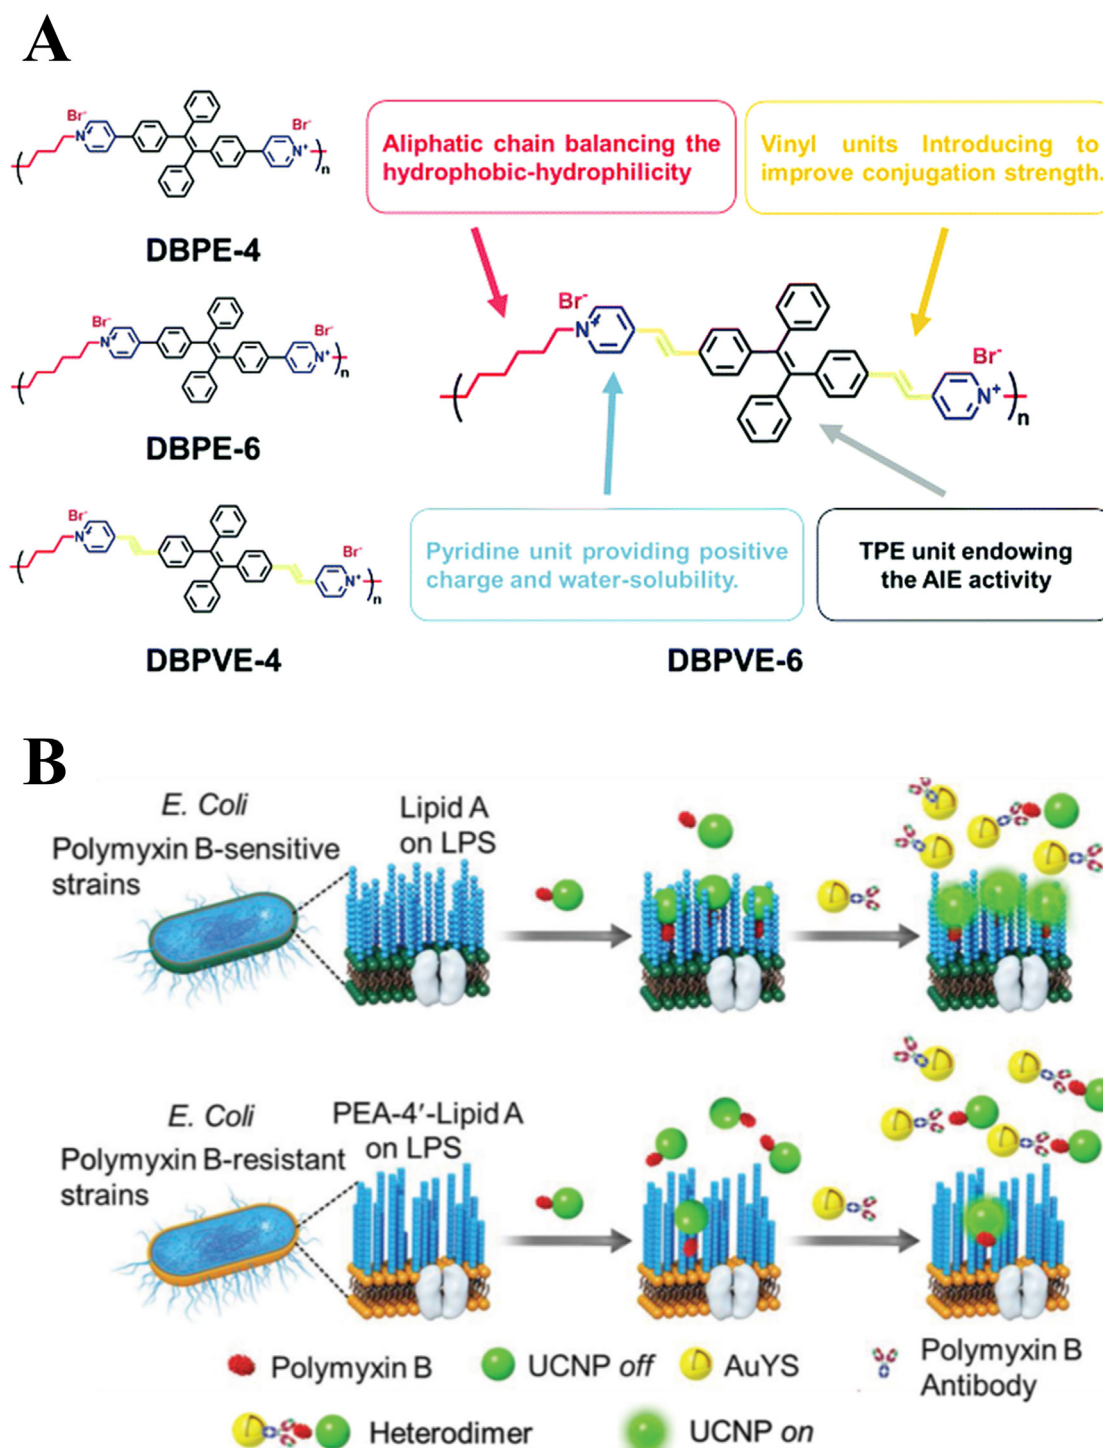 A
Br-
Br-
N+
N+
n
DBPE-4
Br-
Br-
N+
N+
n
DBPE-6
Br-
Br-
N+
N+
n
DBPVE-4
Aliphatic chain balancing the
hydrophobic-hydrophilicity
Vinyl units Introducing to
improve conjugation strength.
Br-
Br-
N+
N+
n
Pyridine unit providing positive
charge and water-solubility.
TPE unit endowing
the AIE activity
DBPVE-6
B
E. Coli
Polymyxin B-sensitive
strains
Lipid A
on LPS
E. Coli
Polymyxin B-resistant
strains
PEA-4′-Lipid A
on LPS
Polymyxin B
UCNP off
AuYS
Polymyxin B
Antibody
Heterodimer
UCNP on